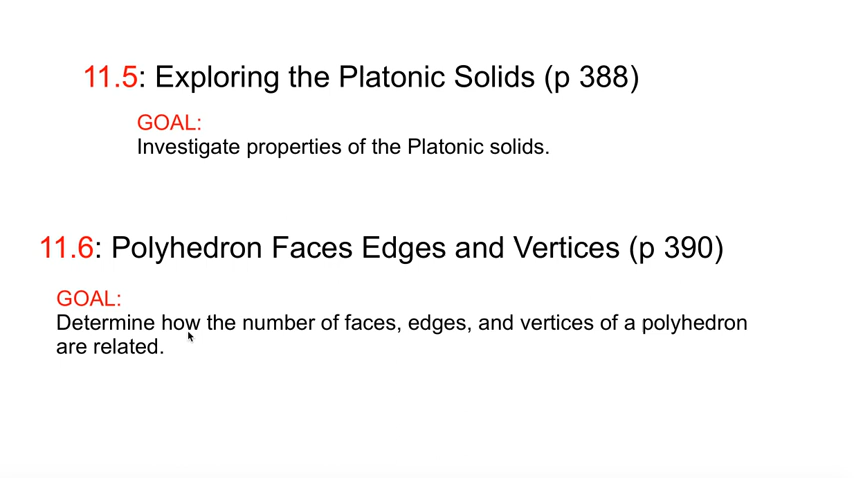 11.5: Exploring the Platonic Solids (p 388)
GOAL:
Investigate properties of the Platonic solids.
11.6: Polyhedron Faces Edges and Vertices (p 390)
GOAL:
Determine how the number of faces, edges, and vertices of a polyhedron
are related.